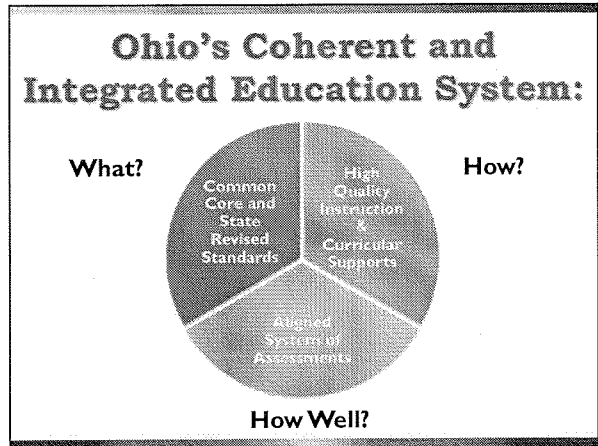 Ohio's Coherent and
Integrated Education System:
What?
Common
Core and
State
Revised
Standards
High
Quality
Instruction
&
Curricular
Supports
How?
Aligned
System of
Assessments
How Well?